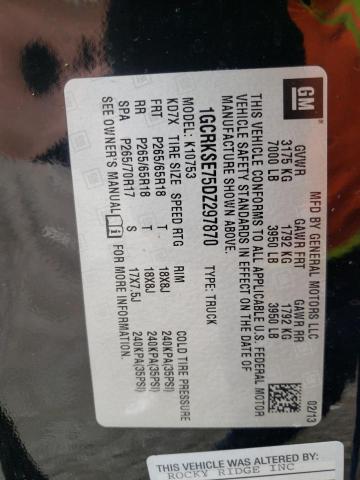 GM
MFD BY GENERAL MOTORS LLC 02/13
GVWR GAWR FRT GAWR RR
3175 KG 1792 KG 1792 KG
7000 LB 3950 LB 3950 LB
THIS VEHICLE CONFORMS TO ALL APPLICABLE U.S. FEDERAL MOTOR
VEHICLE SAFETY STANDARDS IN EFFECT ON THE DATE OF
MANUFACTURE SHOWN ABOVE.
1GCRKSE75DZ297870 TYPE: TRUCK
MODEL: K10753
KD7X TIRE SIZE SPEED RTG RIM COLD TIRE PRESSURE
FRT P265/65R18 T 18X8J 240KPA(35PSI)
RR P265/65R18 T 18X8J 240KPA(35PSI)
SPA P265/70R17 S 17X7.5J 240KPA(35PSI)
SEE OWNER'S MANUAL i FOR MORE INFORMATION.
THIS VEHICLE WAS ALTERED BY:
ROCKY RIDGE INC